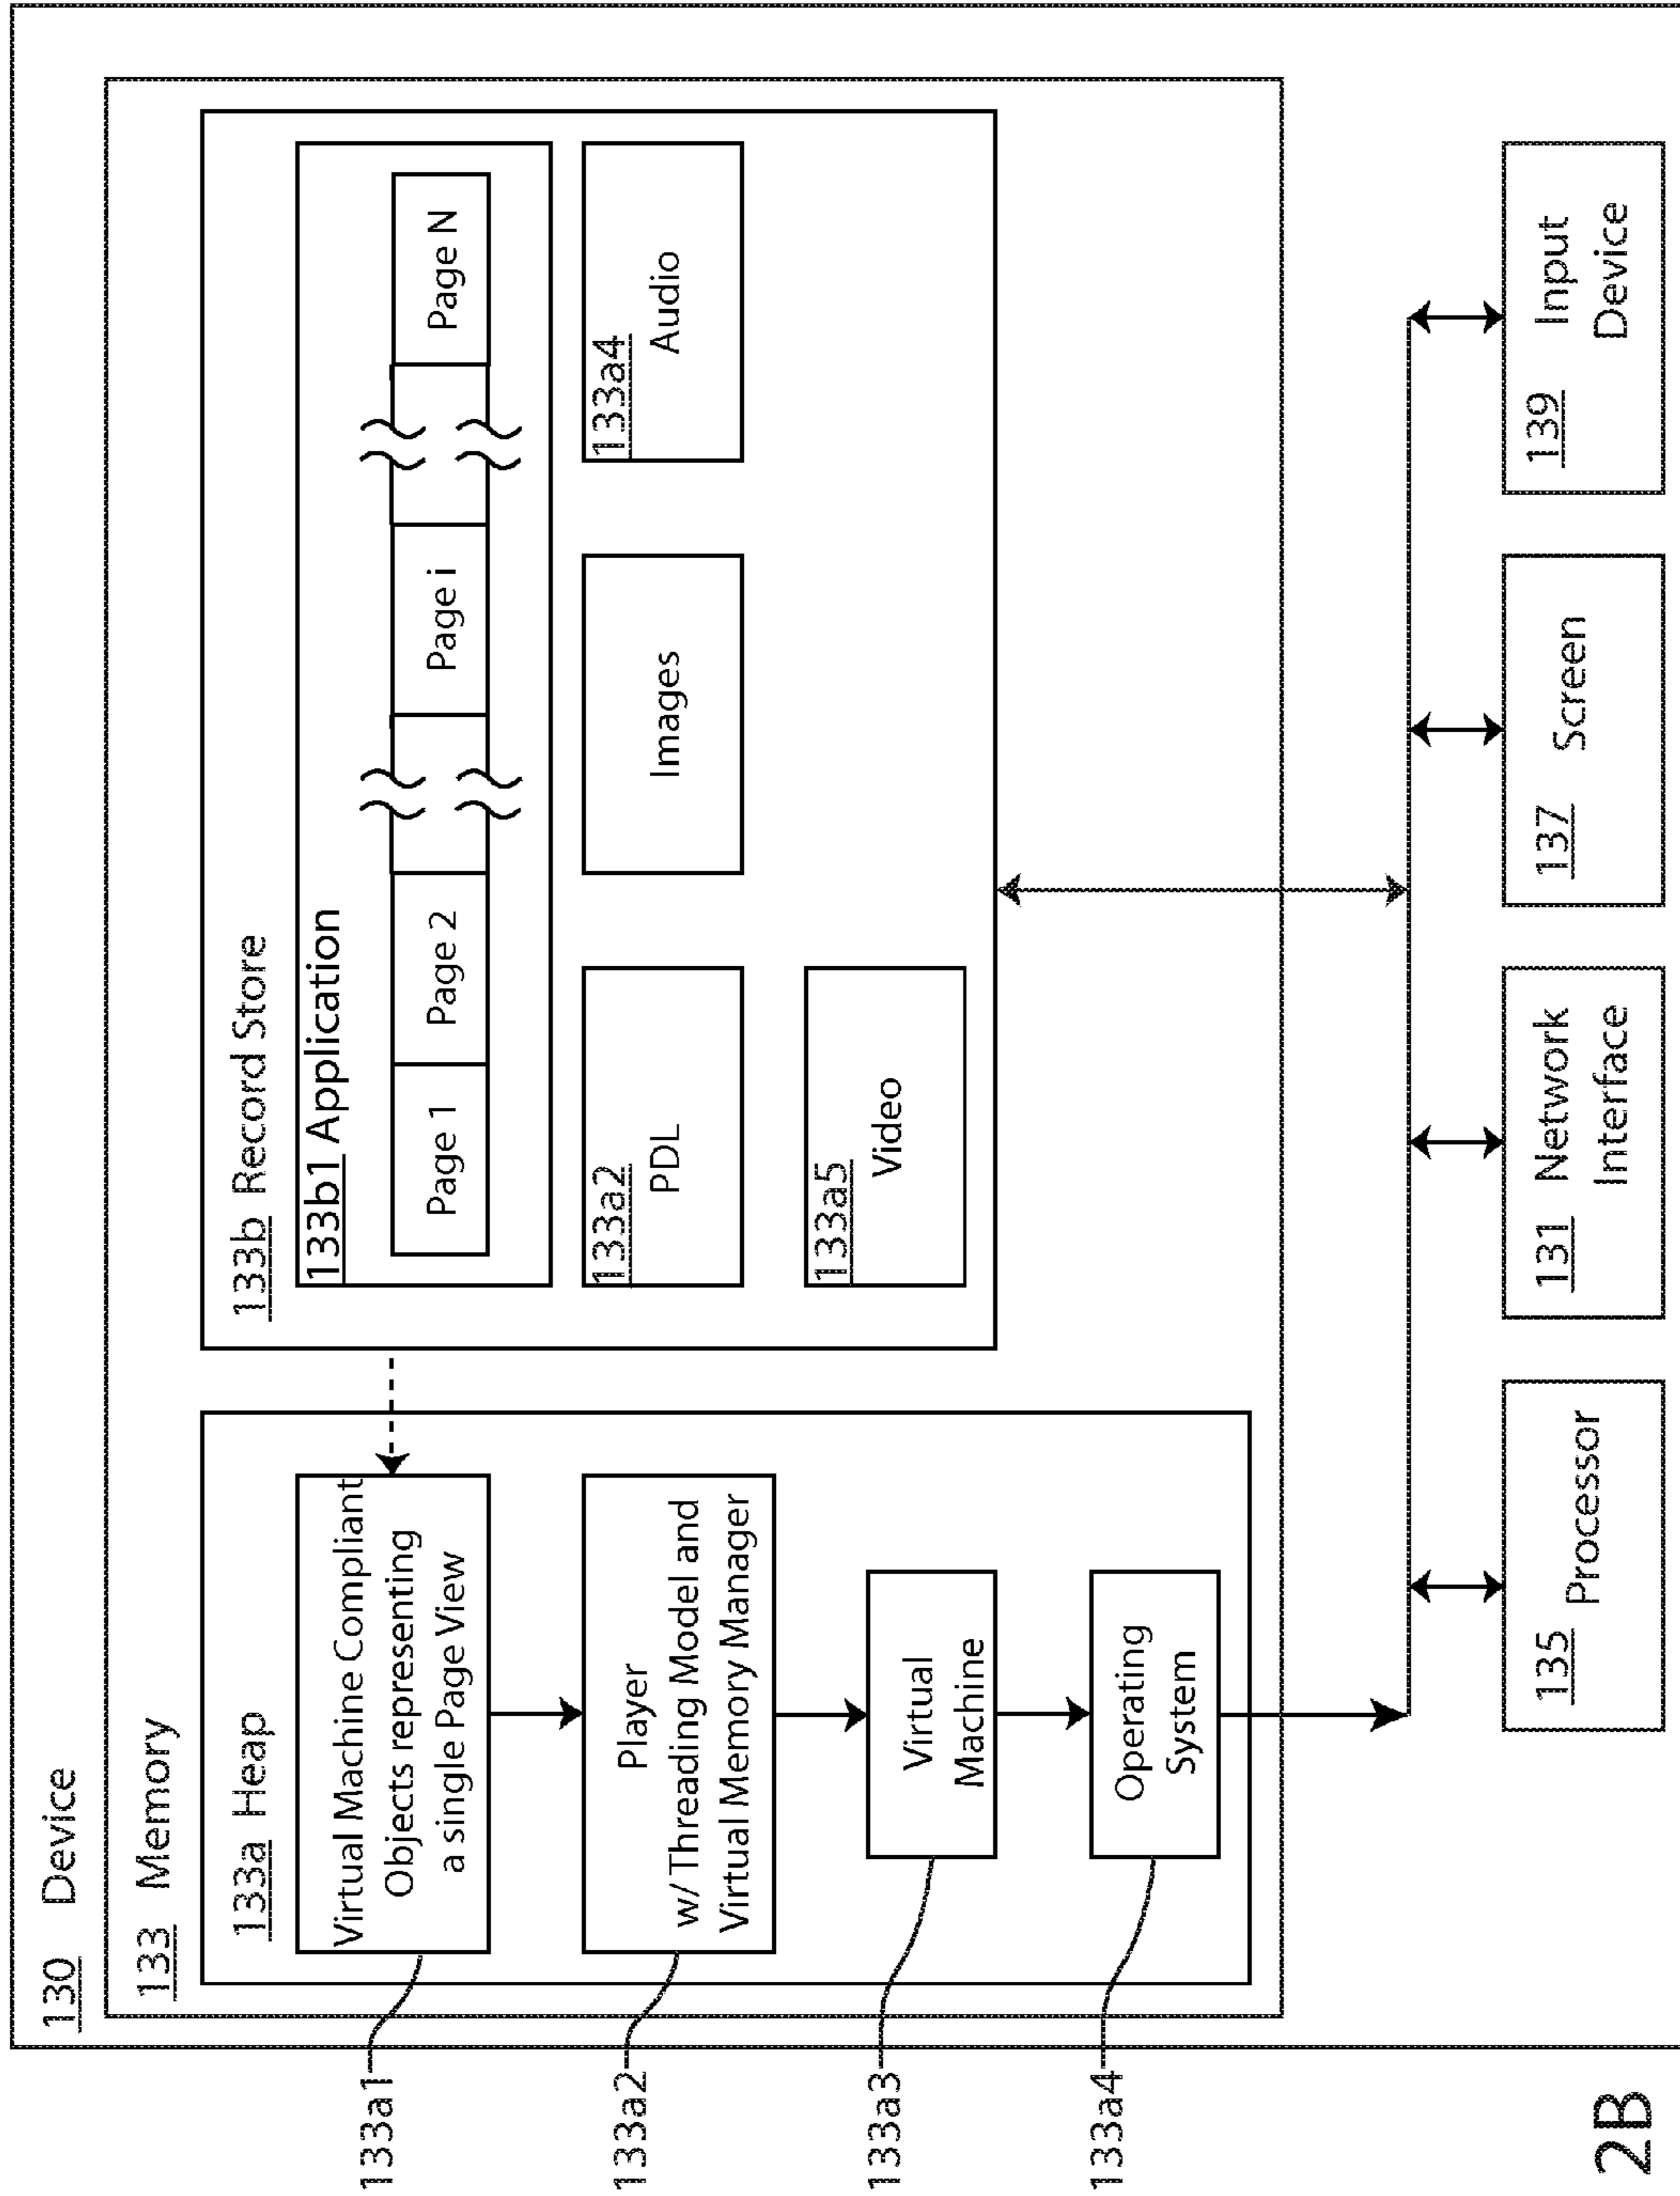 130 Device
133 Memory
133a Heap
Virtual Machine Compliant
Objects representing
a single Page View
Player
w/ Threading Model and
Virtual Memory Manager
Virtual
Machine
Operating
System
133a1
133a2
133a3
133a4
133b Record Store
133b1 Application
Page 1
Page 2
Page i
Page N
133a2
PDL
Images
133a4
Audio
133a5
Video
135 Processor
131 Network
Interface
137 Screen
139 Input
Device
2B